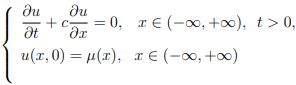 ∂u/∂t + c ∂u/∂x = 0, x ∈ (−∞, +∞), t > 0,
u(x, 0) = μ(x), x ∈ (−∞, +∞)